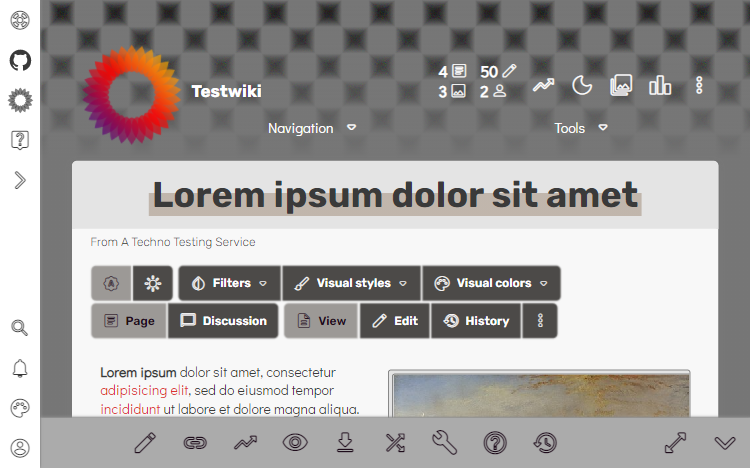 4 50
3 2
Testwiki
Navigation Tools
Lorem ipsum dolor sit amet
From A Techno Testing Service
A Filters Visual styles Visual colors
Page Discussion View Edit History
Lorem ipsum dolor sit amet, consectetur
adipisicing elit, sed do eiusmod tempor
incididunt ut labore et dolore magna aliqua.